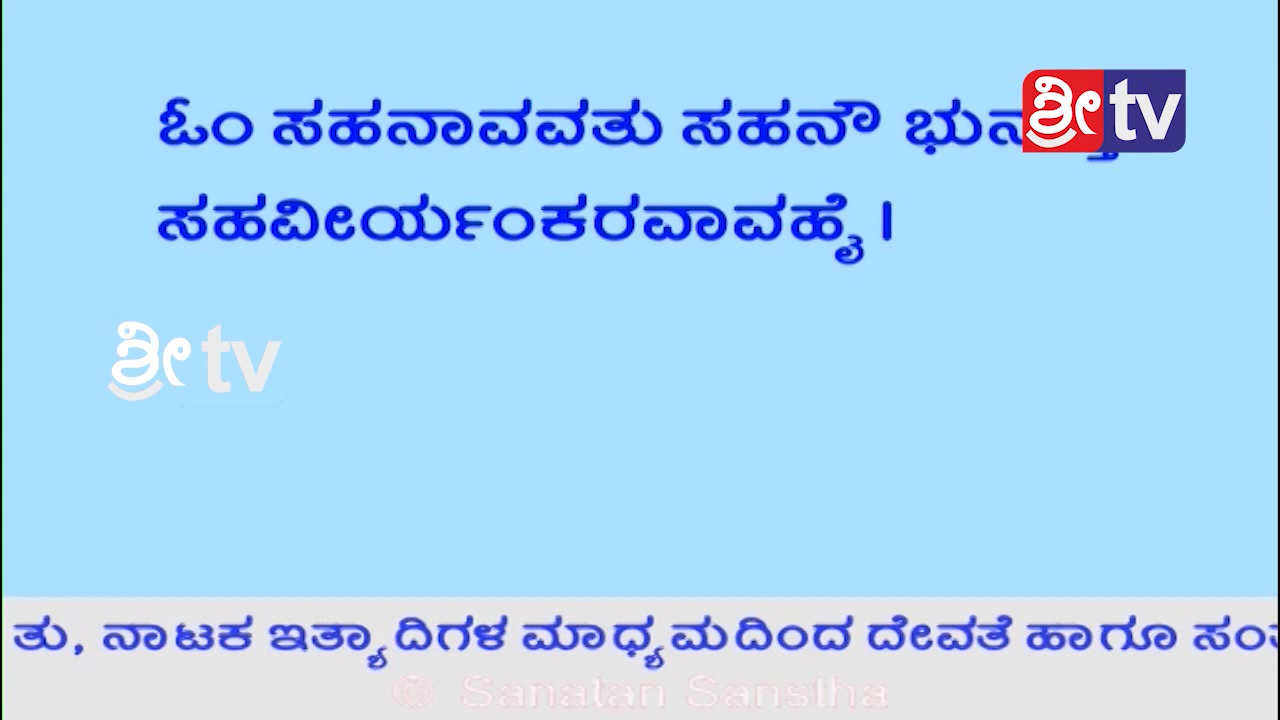 ಓಂ ಸಹನಾವವತು ಸಹನೌ
ಶ್ರೀ tv
ಸಹವೀರ್ಯಂಕರವಾವಹೈ ।
ಶ್ರೀ tv
ತು, ನಾಟಕ ಇತ್ಯಾದಿಗಳ ಮಾಧ್ಯಮದಿಂದ ದೇವತೆ ಹಾಗೂ
© Sanatan Sanstha